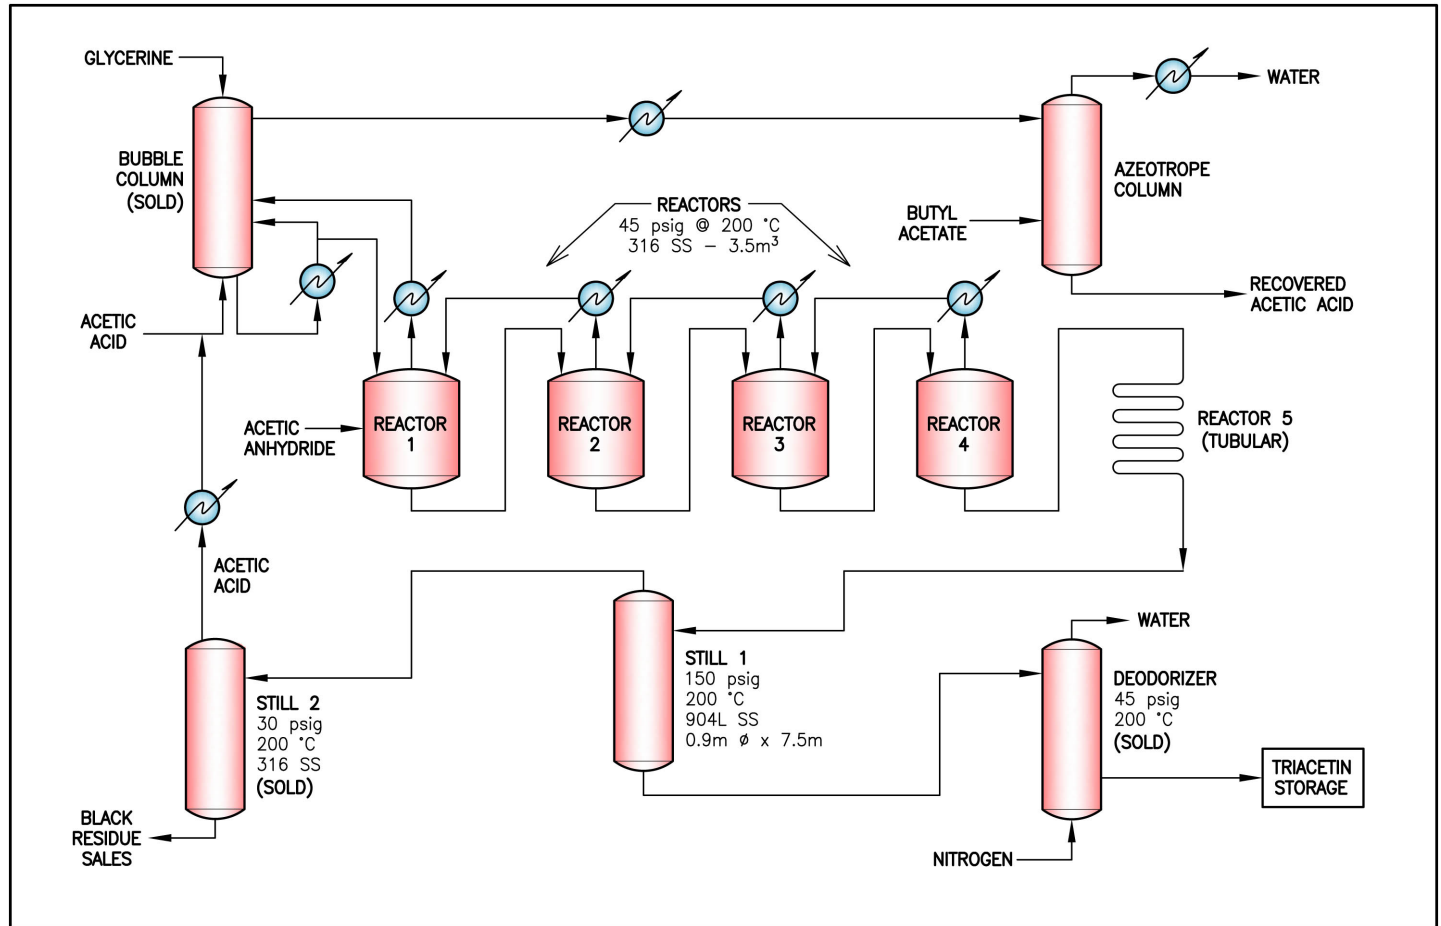 GLYCERINE
WATER
BUBBLE
COLUMN
(SOLD)
AZEOTROPE
COLUMN
REACTORS
45 psig @ 200 °C
316 SS – 3.5m³
BUTYL
ACETATE
RECOVERED
ACETIC ACID
ACETIC
ACID
ACETIC
ANHYDRIDE
REACTOR
1
REACTOR
2
REACTOR
3
REACTOR
4
REACTOR 5
(TUBULAR)
ACETIC
ACID
WATER
STILL 1
150 psig
200 °C
904L SS
0.9m ø x 7.5m
DEODORIZER
45 psig
200 °C
(SOLD)
STILL 2
30 psig
200 °C
316 SS
(SOLD)
TRIACETIN
STORAGE
BLACK
RESIDUE
SALES
NITROGEN